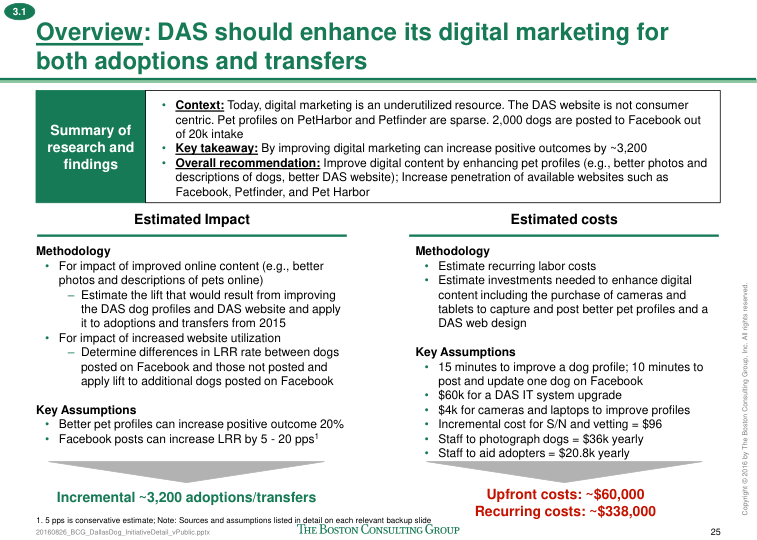 3.1
Overview: DAS should enhance its digital marketing for
both adoptions and transfers
Summary of
research and
findings
• Context: Today, digital marketing is an underutilized resource. The DAS website is not consumer
centric. Pet profiles on PetHarbor and Petfinder are sparse. 2,000 dogs are posted to Facebook out
of 20k intake
• Key takeaway: By improving digital marketing can increase positive outcomes by ~3,200
• Overall recommendation: Improve digital content by enhancing pet profiles (e.g., better photos and
descriptions of dogs, better DAS website); Increase penetration of available websites such as
Facebook, Petfinder, and Pet Harbor
Estimated Impact
Methodology
• For impact of improved online content (e.g., better
photos and descriptions of pets online)
– Estimate the lift that would result from improving
the DAS dog profiles and DAS website and apply
it to adoptions and transfers from 2015
• For impact of increased website utilization
– Determine differences in LRR rate between dogs
posted on Facebook and those not posted and
apply lift to additional dogs posted on Facebook
Key Assumptions
• Better pet profiles can increase positive outcome 20%
• Facebook posts can increase LRR by 5 - 20 pps1
Incremental ~3,200 adoptions/transfers
Estimated costs
Methodology
• Estimate recurring labor costs
• Estimate investments needed to enhance digital
content including the purchase of cameras and
tablets to capture and post better pet profiles and a
DAS web design
Key Assumptions
• 15 minutes to improve a dog profile; 10 minutes to
post and update one dog on Facebook
• $60k for a DAS IT system upgrade
• $4k for cameras and laptops to improve profiles
• Incremental cost for S/N and vetting = $96
• Staff to photograph dogs = $36k yearly
• Staff to aid adopters = $20.8k yearly
Upfront costs: ~$60,000
Recurring costs: ~$338,000
1. 5 pps is conservative estimate; Note: Sources and assumptions listed in detail on each relevant backup slide
20160826_BCG_DallasDog_InitiativeDetail_vPublic.pptx
THE BOSTON CONSULTING GROUP
25
Copyright © 2016 by The Boston Consulting Group, Inc. All rights reserved.